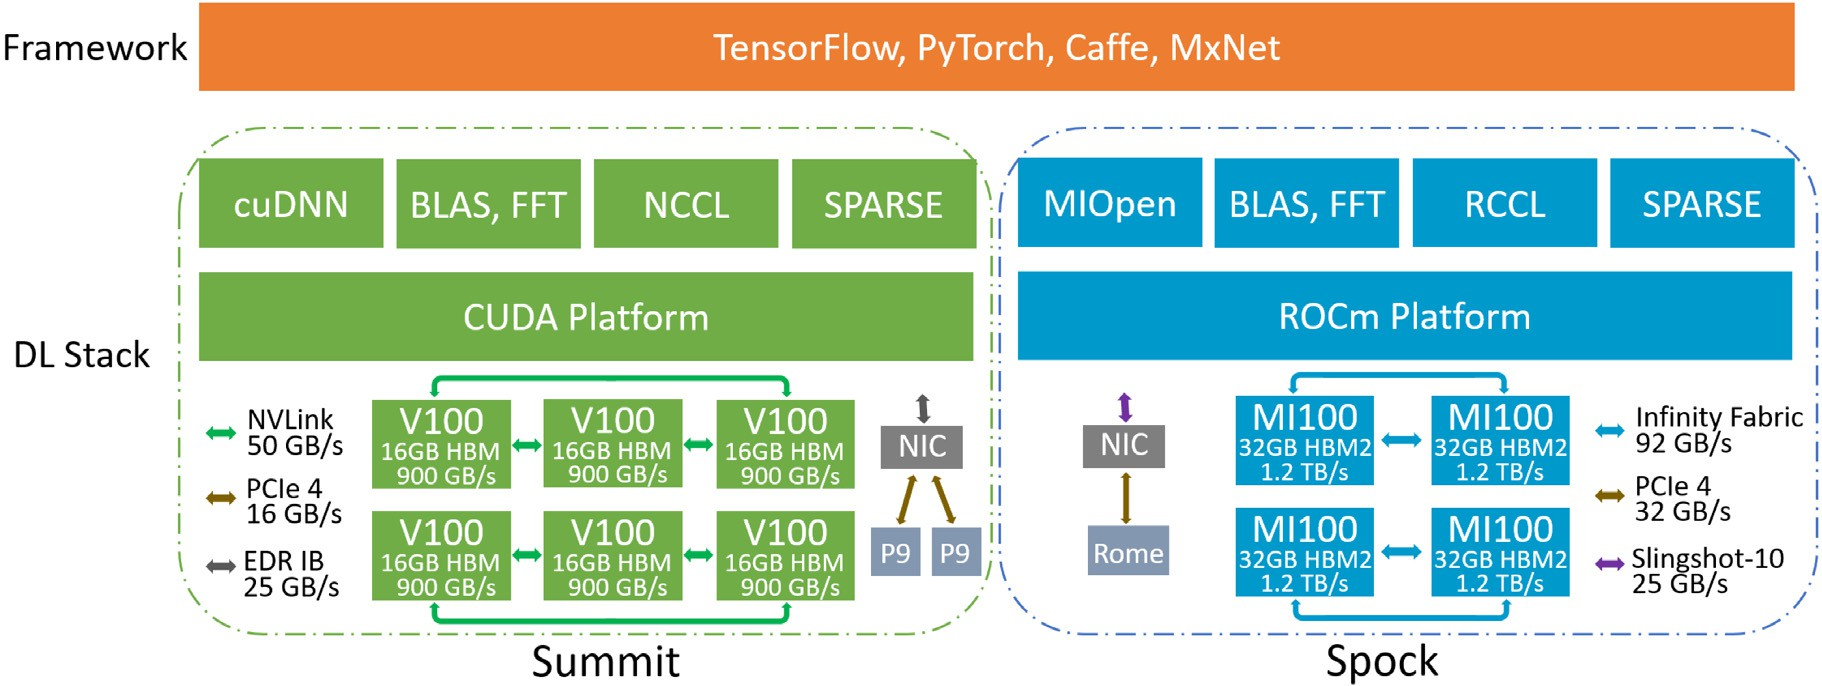 Framework
TensorFlow, PyTorch, Caffe, MxNet
cuDNN
BLAS, FFT
NCCL
SPARSE
MIOpen
BLAS, FFT
RCCL
SPARSE
CUDA Platform
ROCm Platform
DL Stack
NVLink
50 GB/s
PCIe 4
16 GB/s
EDR IB
25 GB/s
V100
16GB HBM
900 GB/s
V100
16GB HBM
900 GB/s
V100
16GB HBM
900 GB/s
V100
16GB HBM
900 GB/s
V100
16GB HBM
900 GB/s
V100
16GB HBM
900 GB/s
NIC
P9
P9
NIC
Rome
MI100
32GB HBM2
1.2 TB/s
MI100
32GB HBM2
1.2 TB/s
MI100
32GB HBM2
1.2 TB/s
MI100
32GB HBM2
1.2 TB/s
Infinity Fabric
92 GB/s
PCIe 4
32 GB/s
Slingshot-10
25 GB/s
Summit
Spock